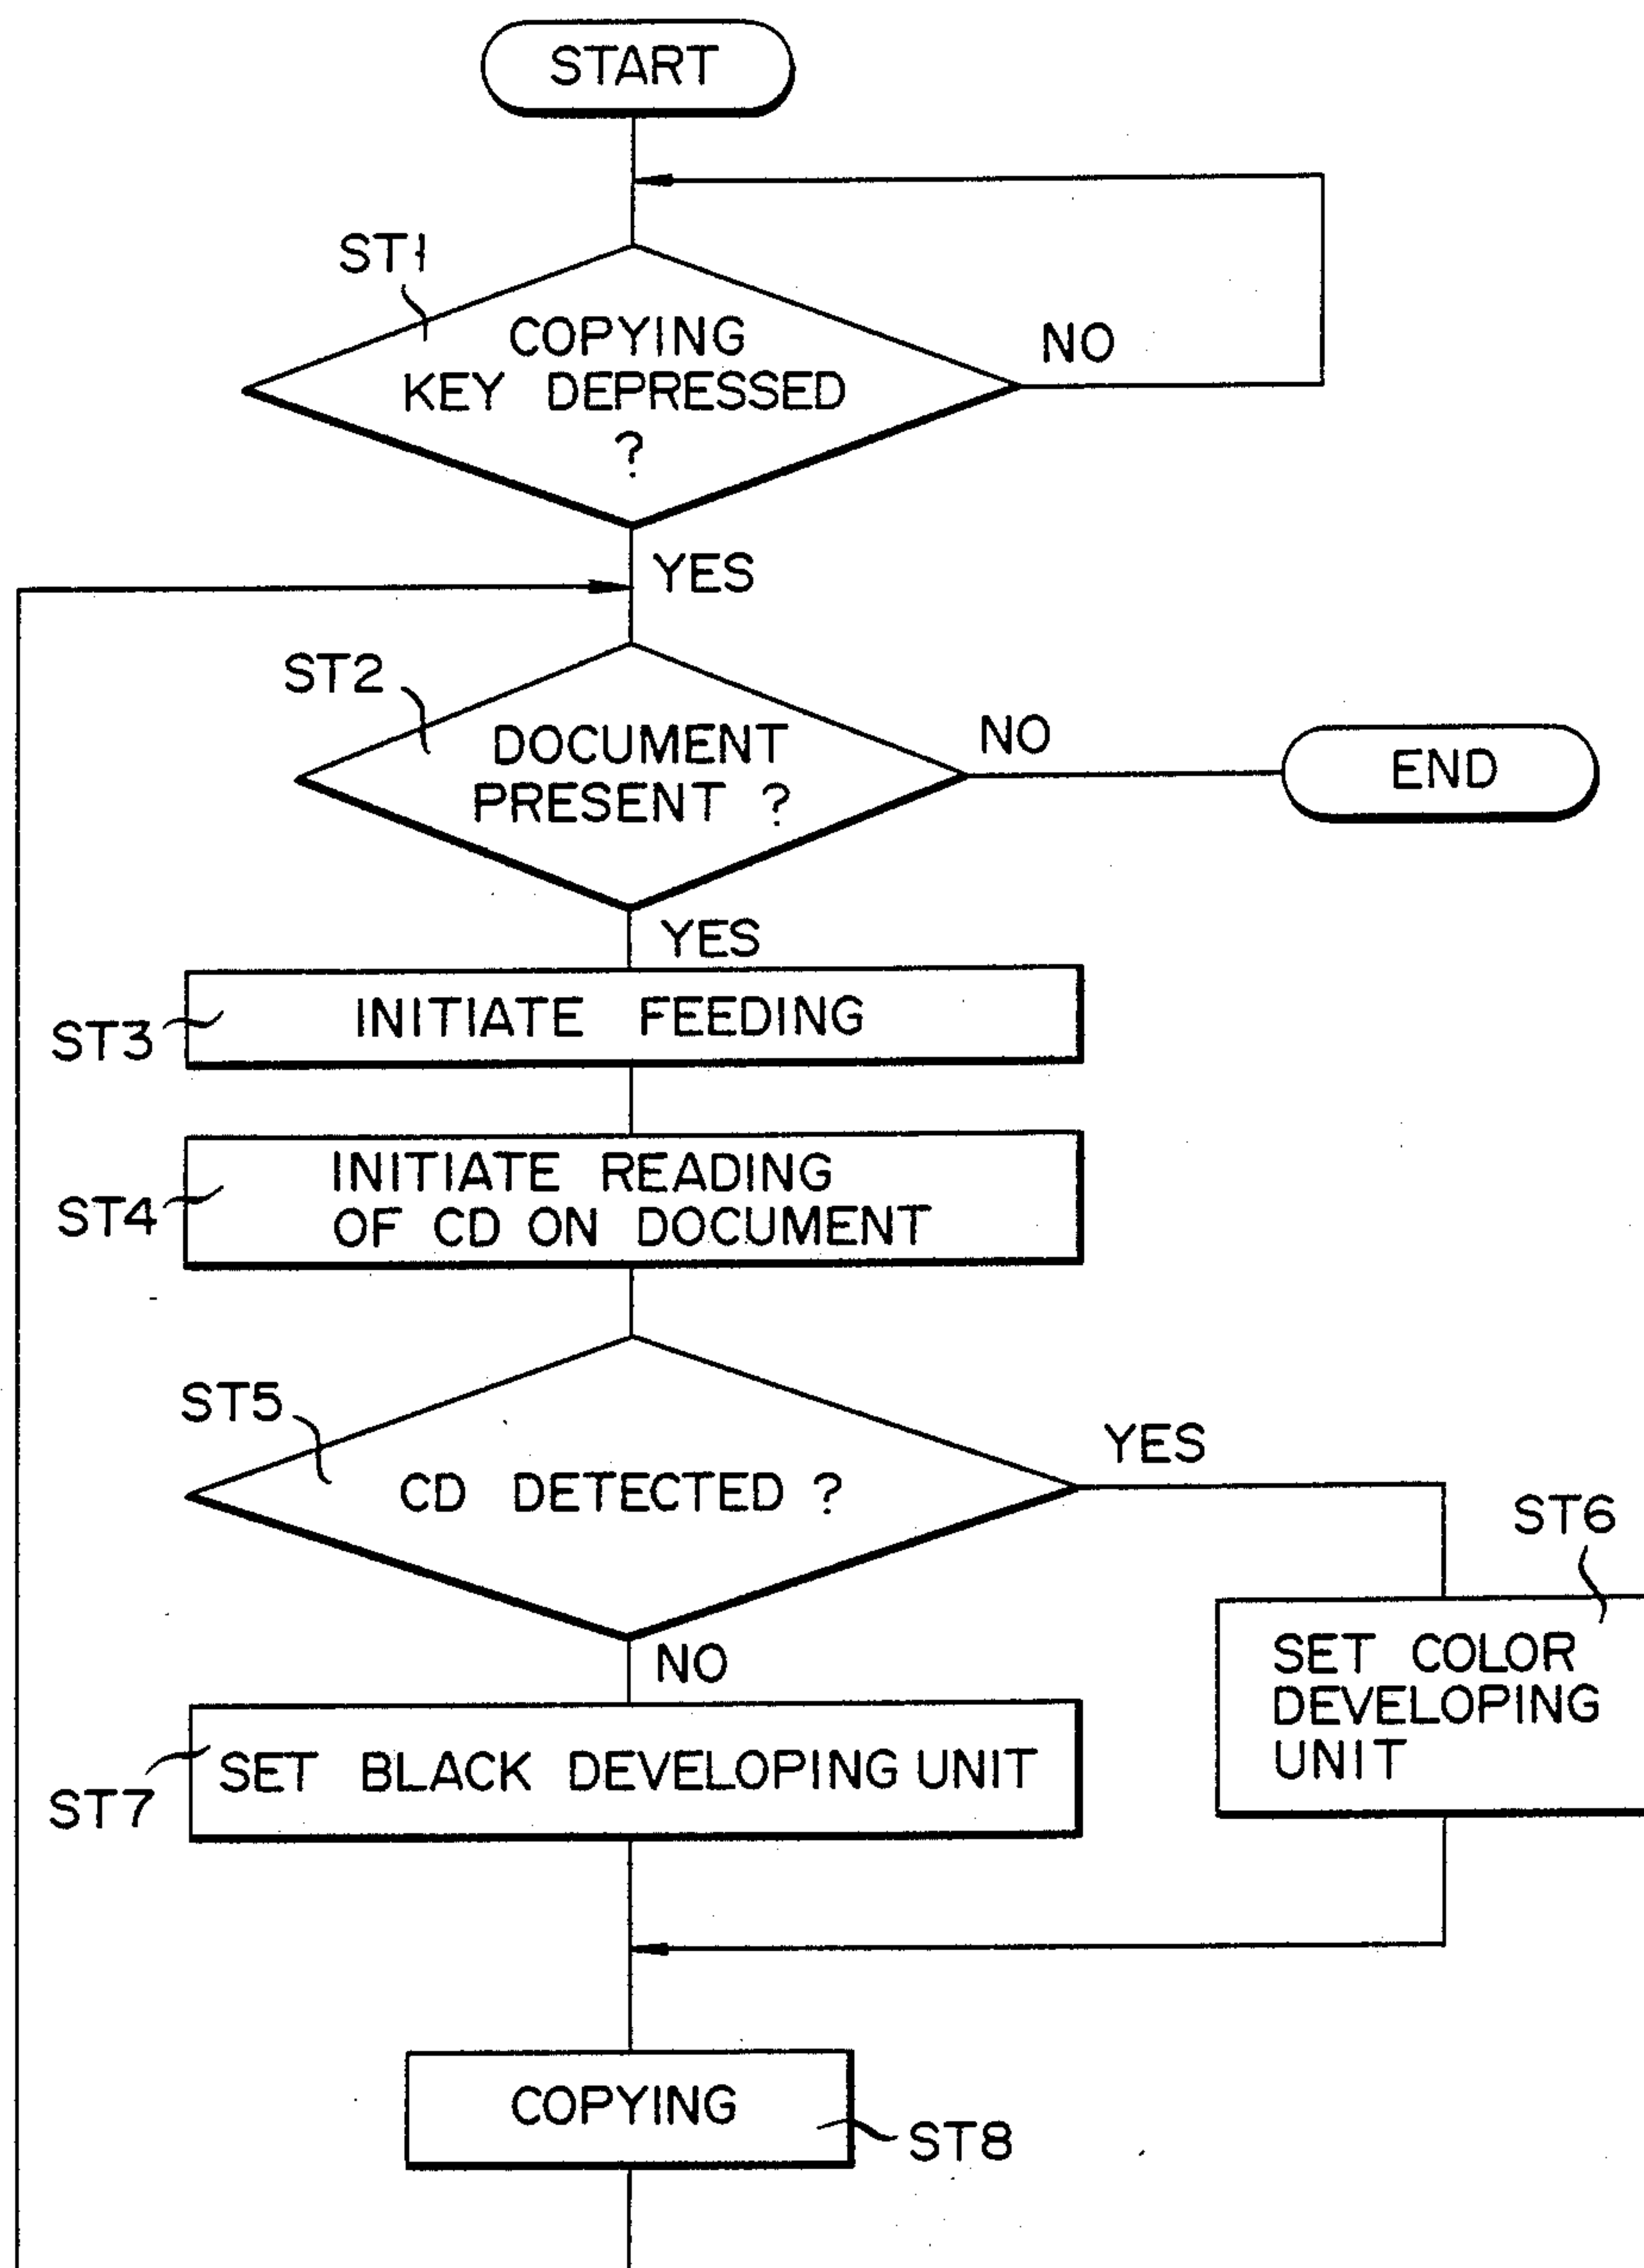 START
ST1
COPYING
KEY DEPRESSED
?
NO
YES
ST2
DOCUMENT
PRESENT ?
NO
END
YES
ST3
INITIATE FEEDING
ST4
INITIATE READING
OF CD ON DOCUMENT
ST5
CD DETECTED ?
YES
ST6
SET COLOR
DEVELOPING
UNIT
NO
ST7
SET BLACK DEVELOPING UNIT
COPYING
ST8